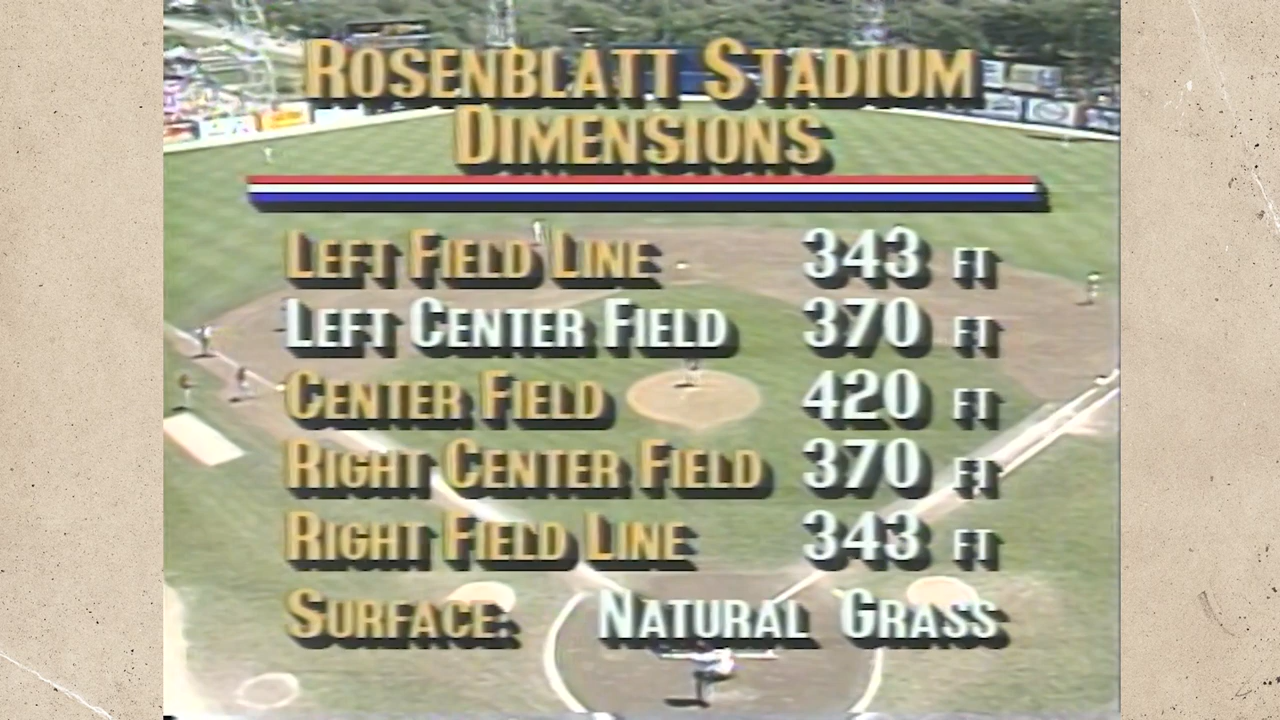 ROSENBLATT STADIUM
DIMENSIONS
LEFT FIELD LINE 343 FT
LEFT CENTER FIELD 370 FT
CENTER FIELD 420 FT
RIGHT CENTER FIELD 370 FT
RIGHT FIELD LINE 343 FT
SURFACE: NATURAL GRASS